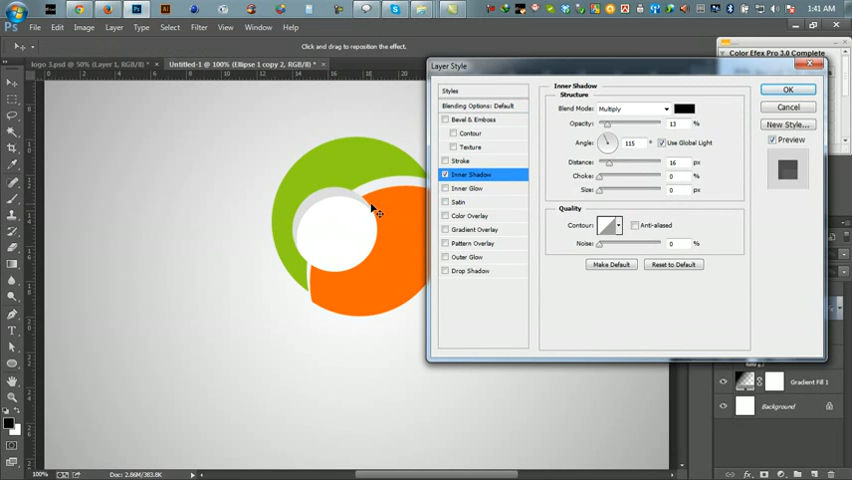 1:41 AM
Ps File Edit Image Layer Type Select Filter View Window
Click and drag to reposition the effect.
logo 3.psd @ 50% (Layer 1, RGB/8) *
Untitled-1 @ 100% (Ellipse 1 copy 2, RGB/8) *
Color Efex Pro 3.0 Complete
Layer Style
Styles
Blending Options: Default
Bevel & Emboss
Contour
Texture
Stroke
Inner Shadow
Inner Glow
Satin
Color Overlay
Gradient Overlay
Pattern Overlay
Outer Glow
Drop Shadow
Inner Shadow
Structure
Blend Mode: Multiply
Opacity: 13 %
Angle: 115 ° Use Global Light
Distance: 16 px
Choke: 0 %
Size: 0 px
Quality
Contour: Anti-aliased
Noise: 0 %
Make Default Reset to Default
OK
Cancel
New Style...
Preview
Gradient Fill 1
Background
100% Doc: 2.86M/383.8K